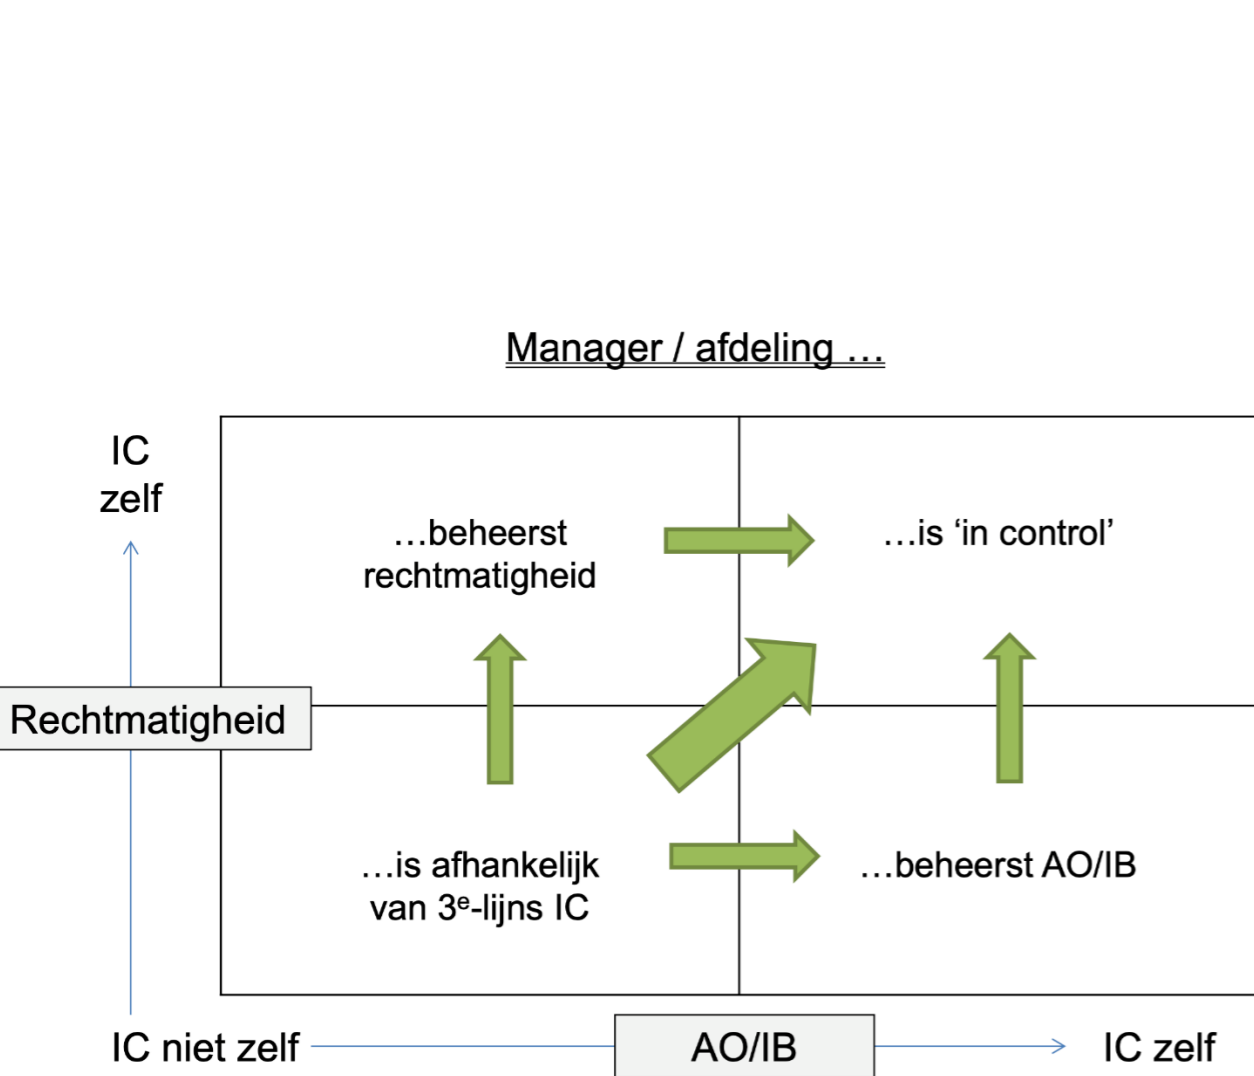 Manager / afdeling …
IC
zelf
…beheerst
rechtmatigheid
…is ‘in control’
Rechtmatigheid
…is afhankelijk
van 3ᵉ-lijns IC
…beheerst AO/IB
IC niet zelf
AO/IB
IC zelf